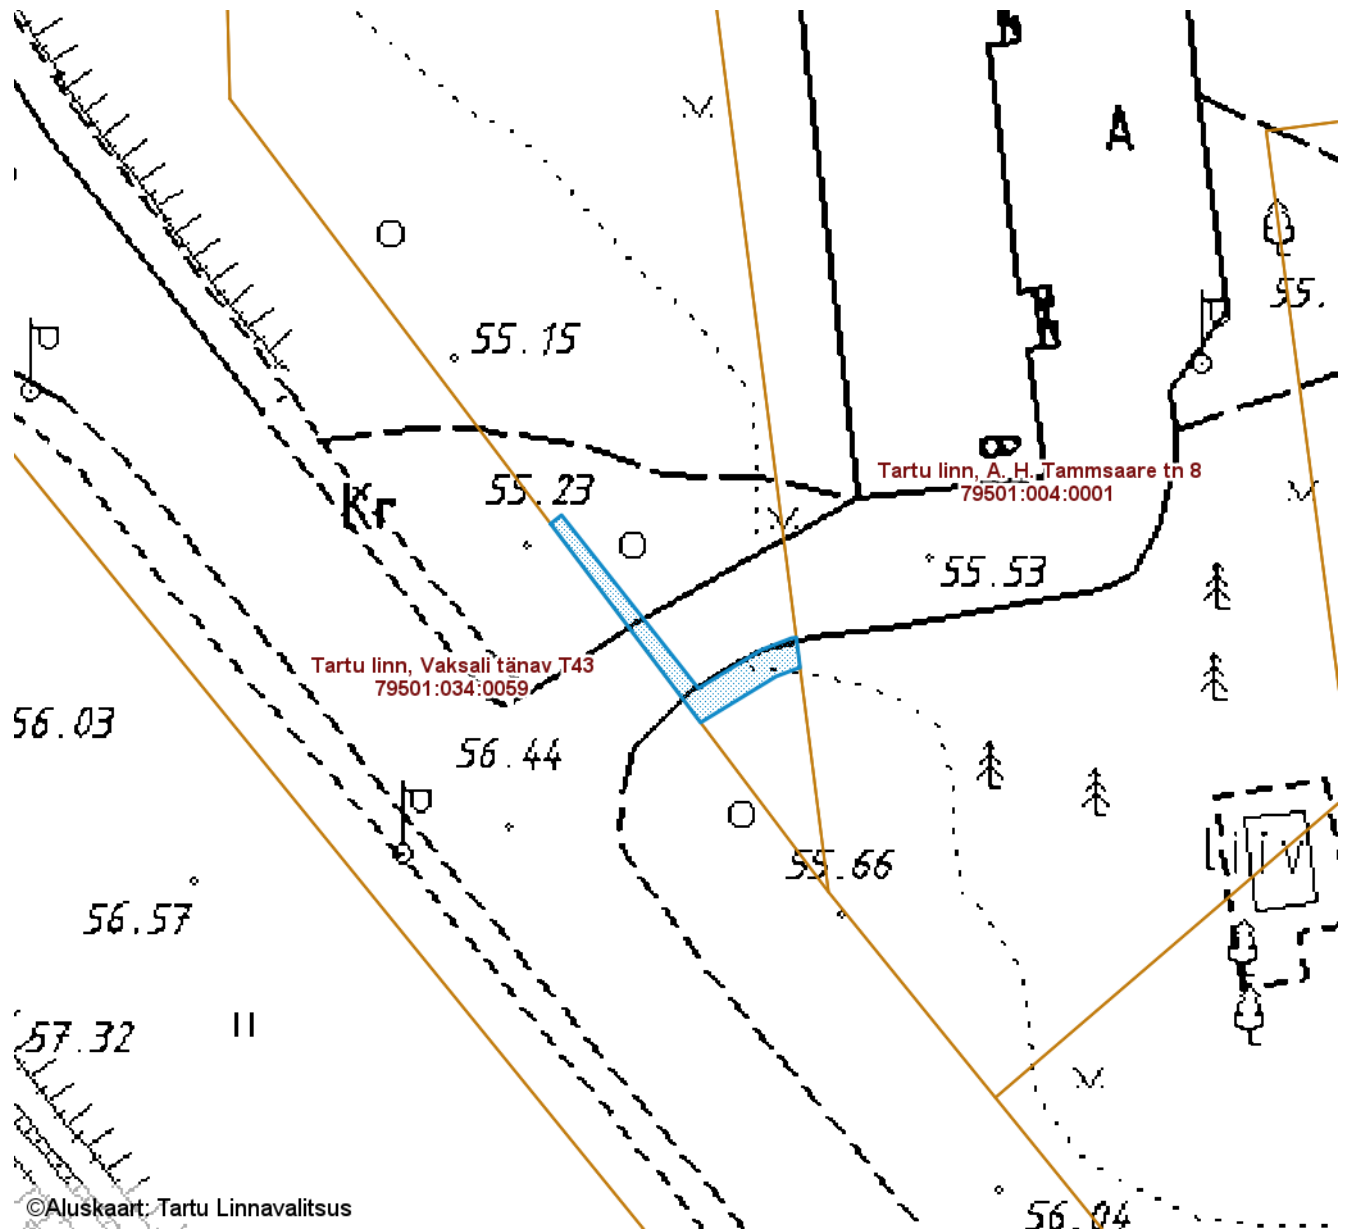 A
55.
55.15
Tartu linn, A. H. Tammsaare tn 8
79501:004:0001
55.23
Kr
55.53
Tartu linn, Vaksali tänav T43
79501:034:0059
56.03
56.44
55.66
56.57
57.32
56.04
©Aluskaart: Tartu Linnavalitsus